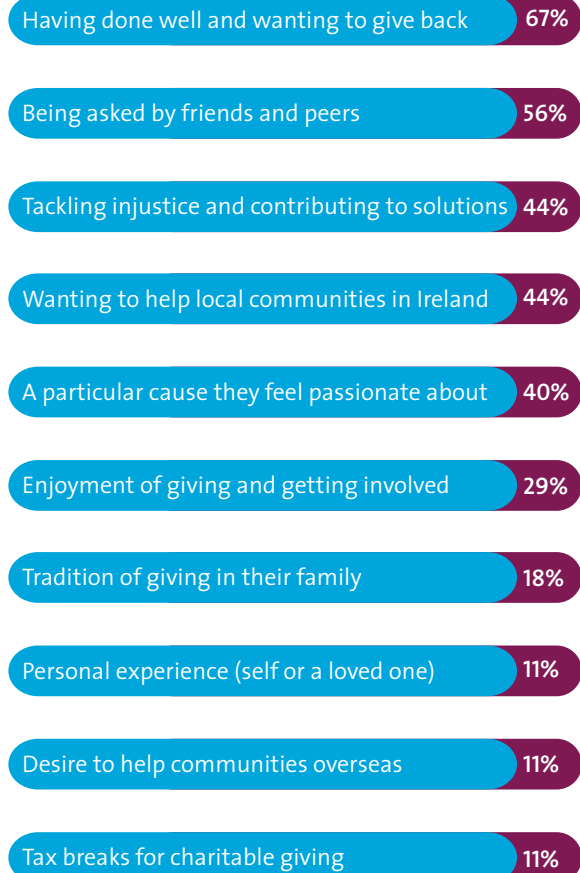 Having done well and wanting to give back 67%
Being asked by friends and peers 56%
Tackling injustice and contributing to solutions 44%
Wanting to help local communities in Ireland 44%
A particular cause they feel passionate about 40%
Enjoyment of giving and getting involved 29%
Tradition of giving in their family 18%
Personal experience (self or a loved one) 11%
Desire to help communities overseas 11%
Tax breaks for charitable giving 11%